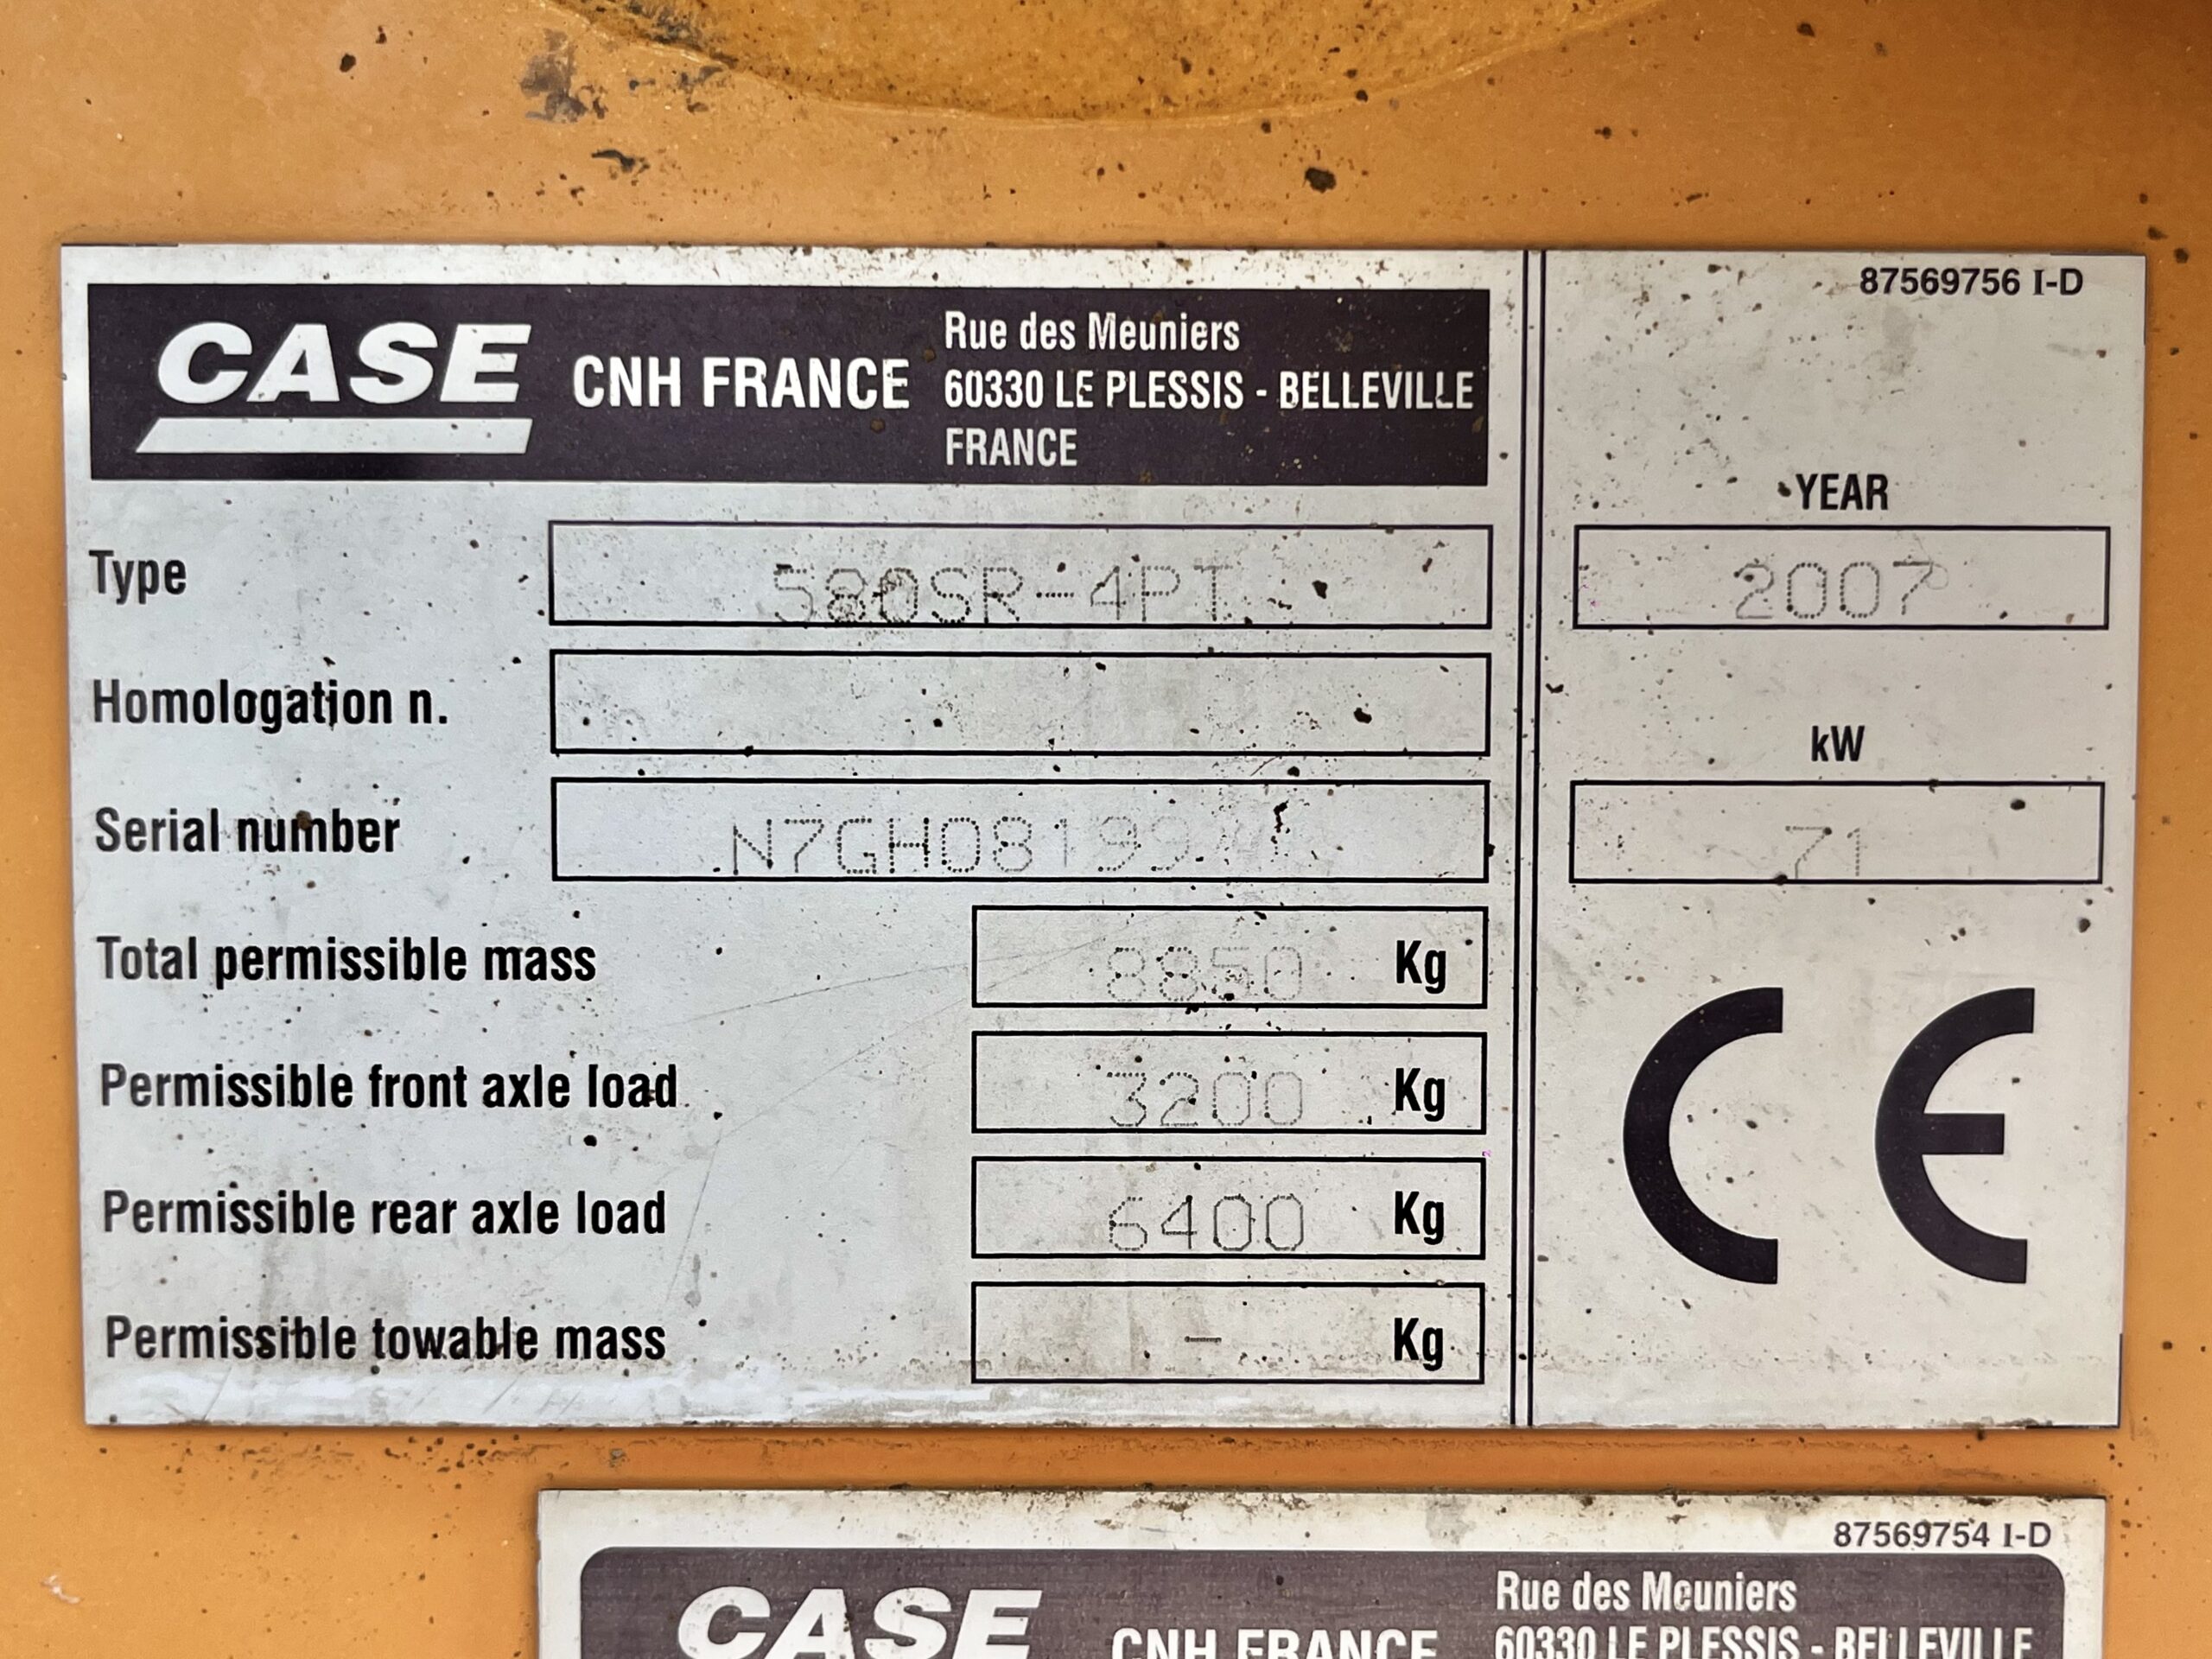 87569756 I-D
CASE
CNH FRANCE
Rue des Meuniers
60330 LE PLESSIS - BELLEVILLE
FRANCE
Type 580SR-4PT
YEAR
2007
Homologation n.
kW
71
Serial number N7GH08199
Total permissible mass 8850 Kg
Permissible front axle load 3200 Kg
Permissible rear axle load 6400 Kg
Permissible towable mass – Kg
CE
87569754 I-D
CASE
CNH FRANCE
Rue des Meuniers
60330 LE PLESSIS - BELLEVILLE